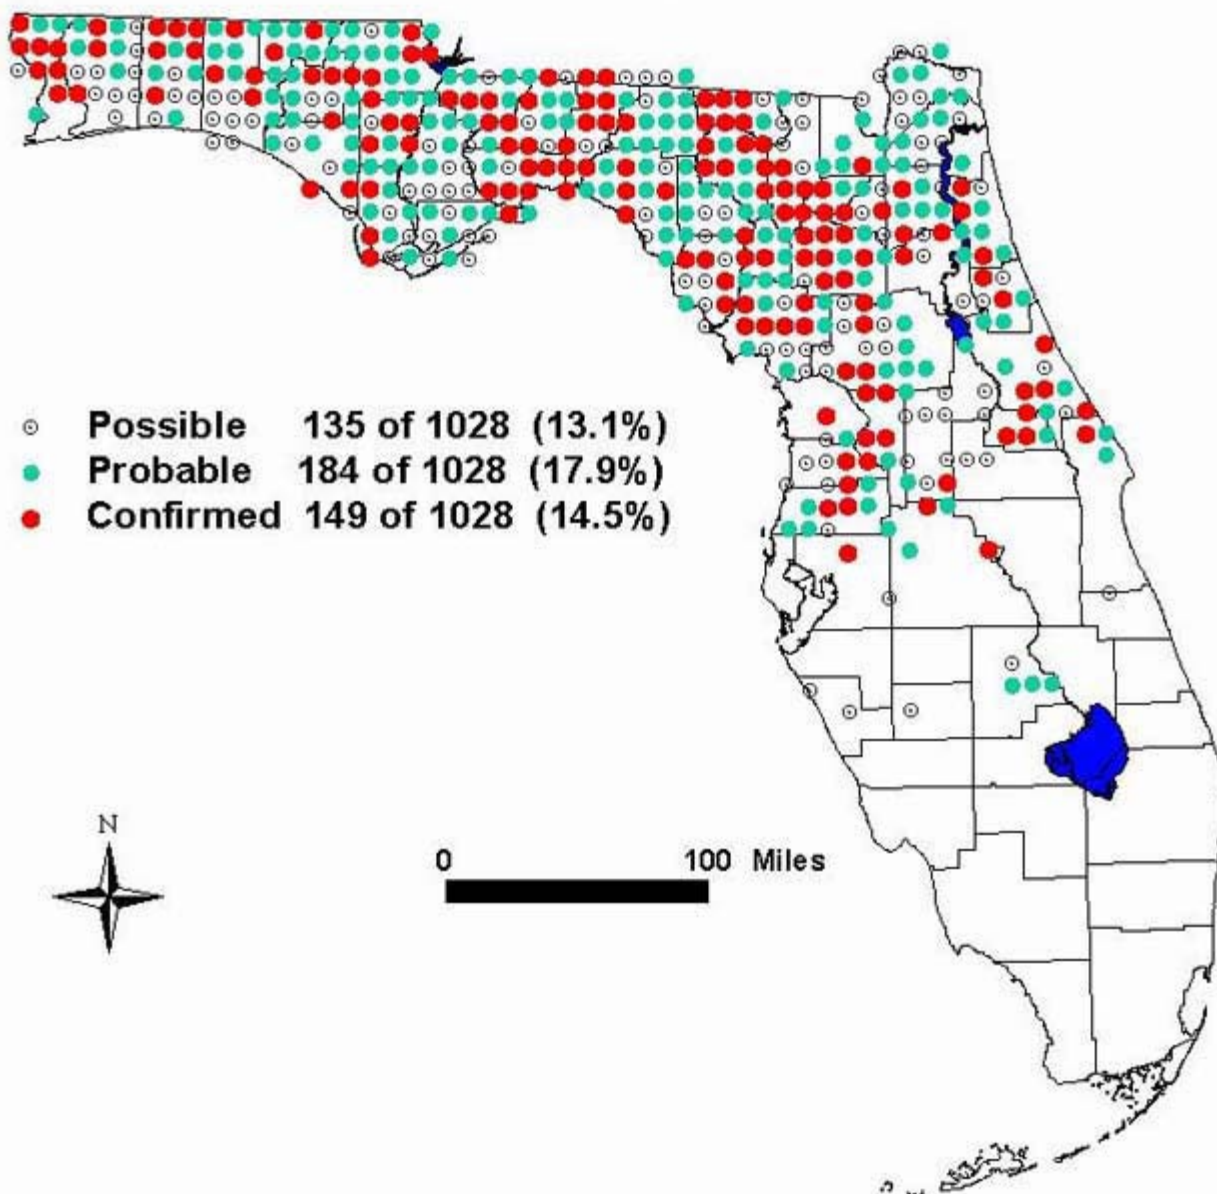 Possible 135 of 1028 (13.1%)
Probable 184 of 1028 (17.9%)
Confirmed 149 of 1028 (14.5%)
N
0 100 Miles